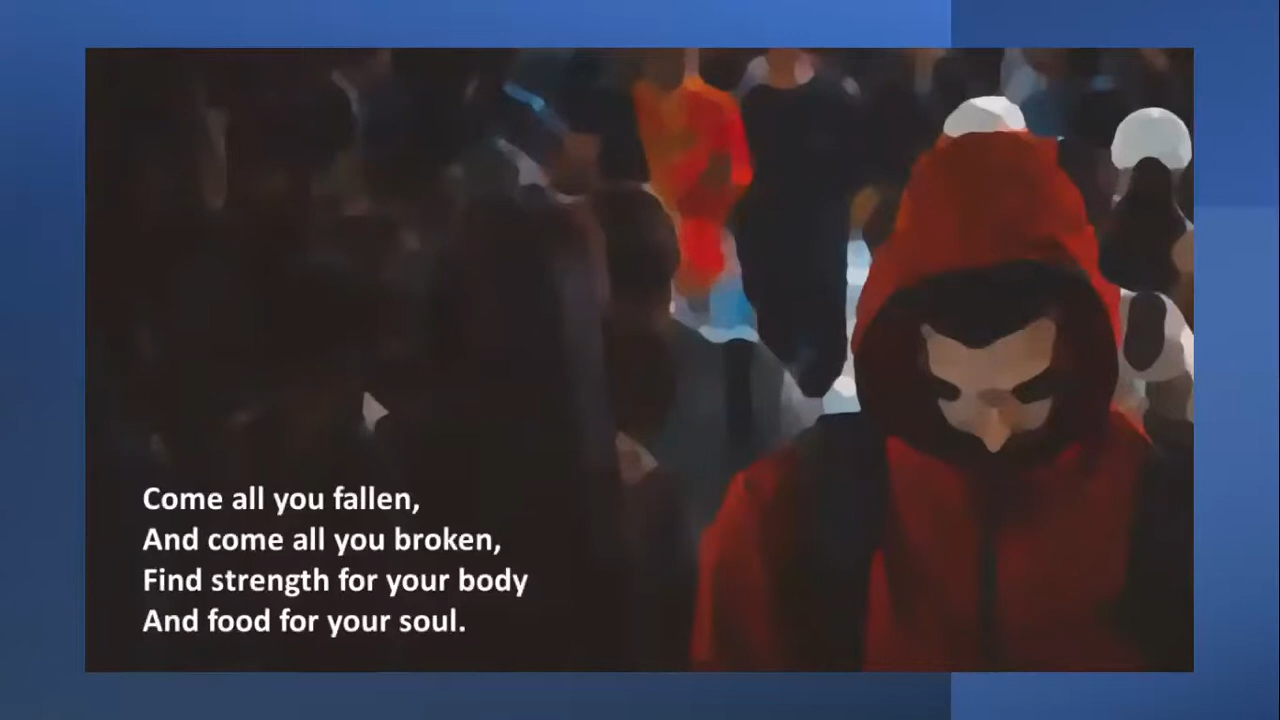 Come all you fallen,
And come all you broken,
Find strength for your body
And food for your soul.